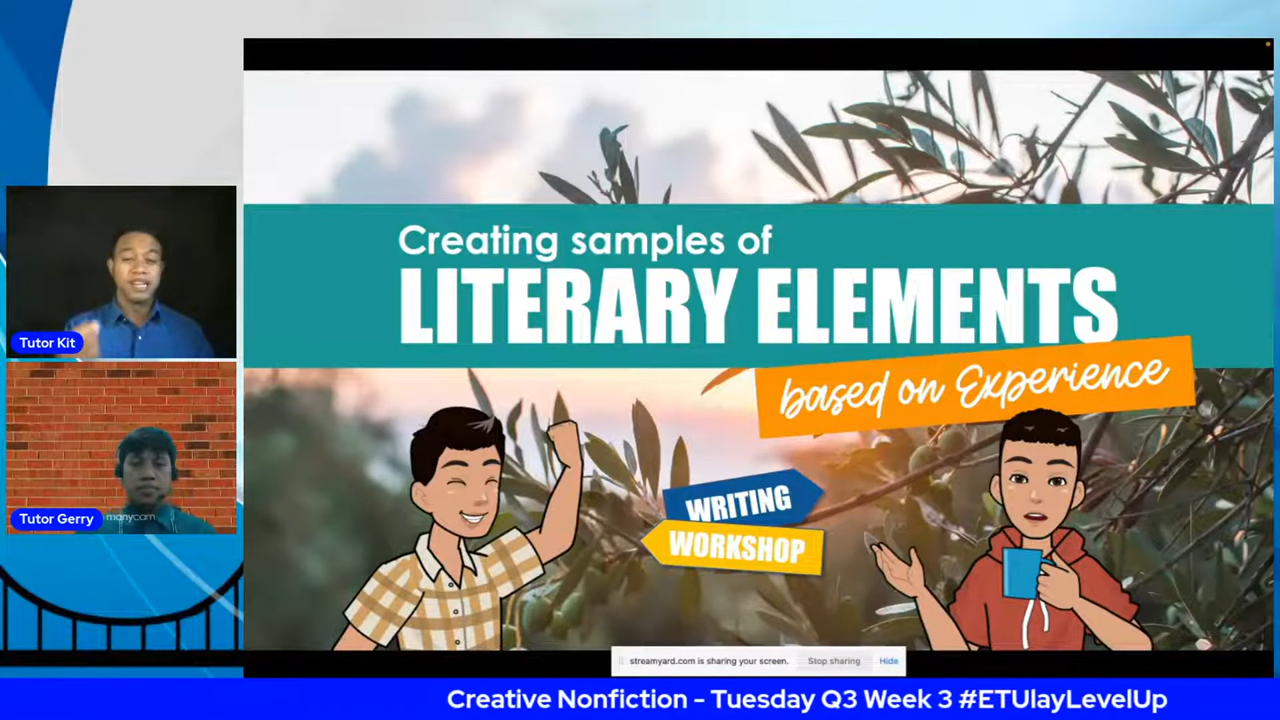 Creating samples of
LITERARY ELEMENTS
based on Experience
WRITING
WORKSHOP
Tutor Kit
Tutor Gerry
manycam
streamyard.com is sharing your screen.
Stop sharing
Hide
Creative Nonfiction - Tuesday Q3 Week 3 #ETUlayLevelUp